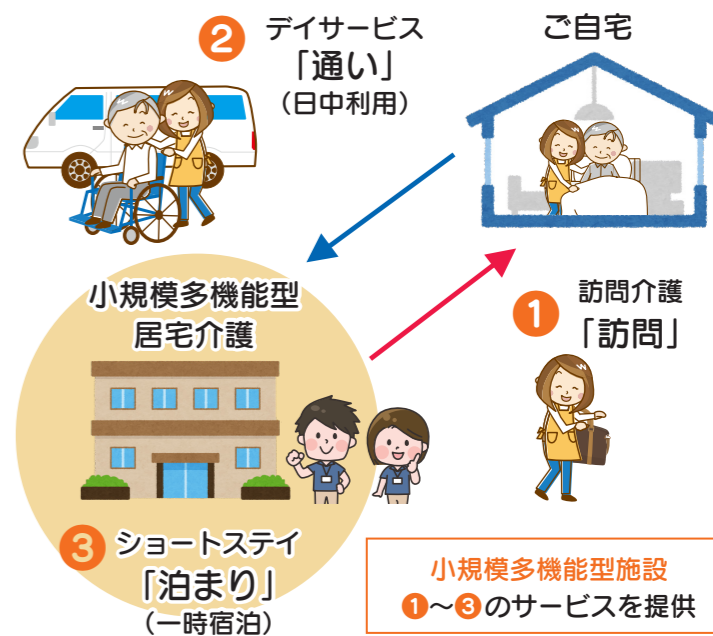 ❷
デイサービス
「通い」
（日中利用）
ご自宅
❶
訪問介護
「訪問」
小規模多機能型
居宅介護
❸
ショートステイ
「泊まり」
（一時宿泊）
小規模多機能型施設
❶〜❸のサービスを提供